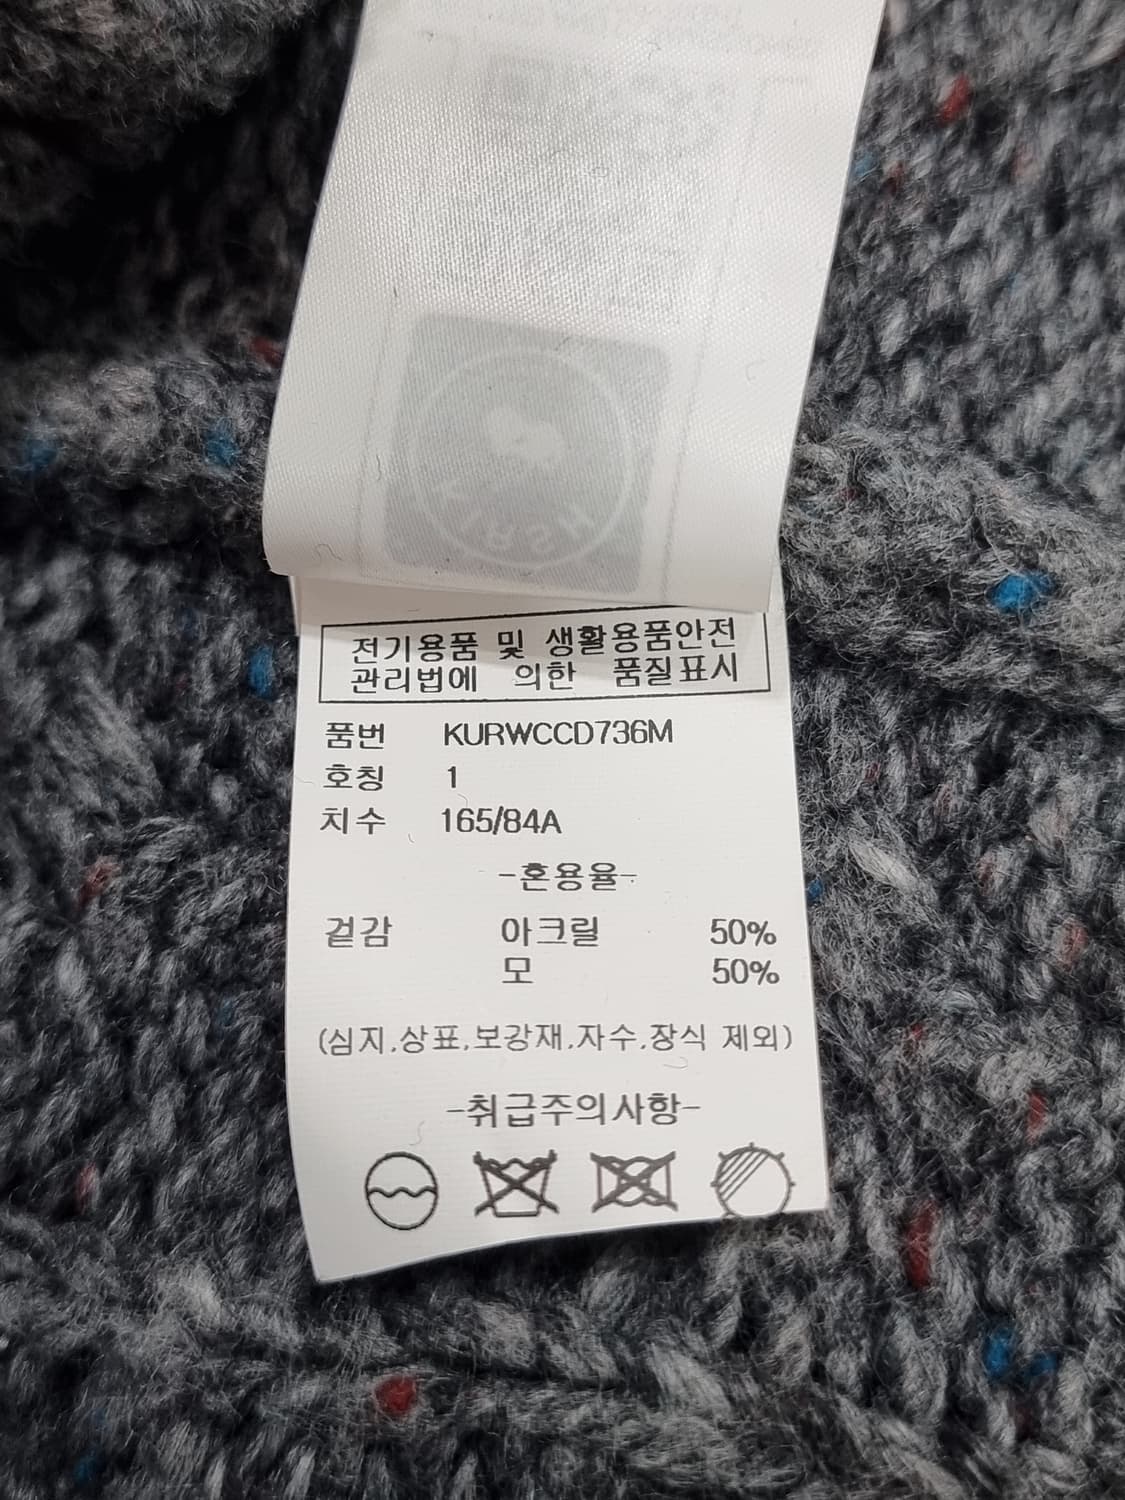 전기용품 및 생활용품안전
관리법에 의한 품질표시
품번 KURWCCD736M
호칭 1
치수 165/84A
-혼용율-
겉감 아크릴 50%
모 50%
(심지,상표,보강재,자수,장식 제외)
-취급주의사항-